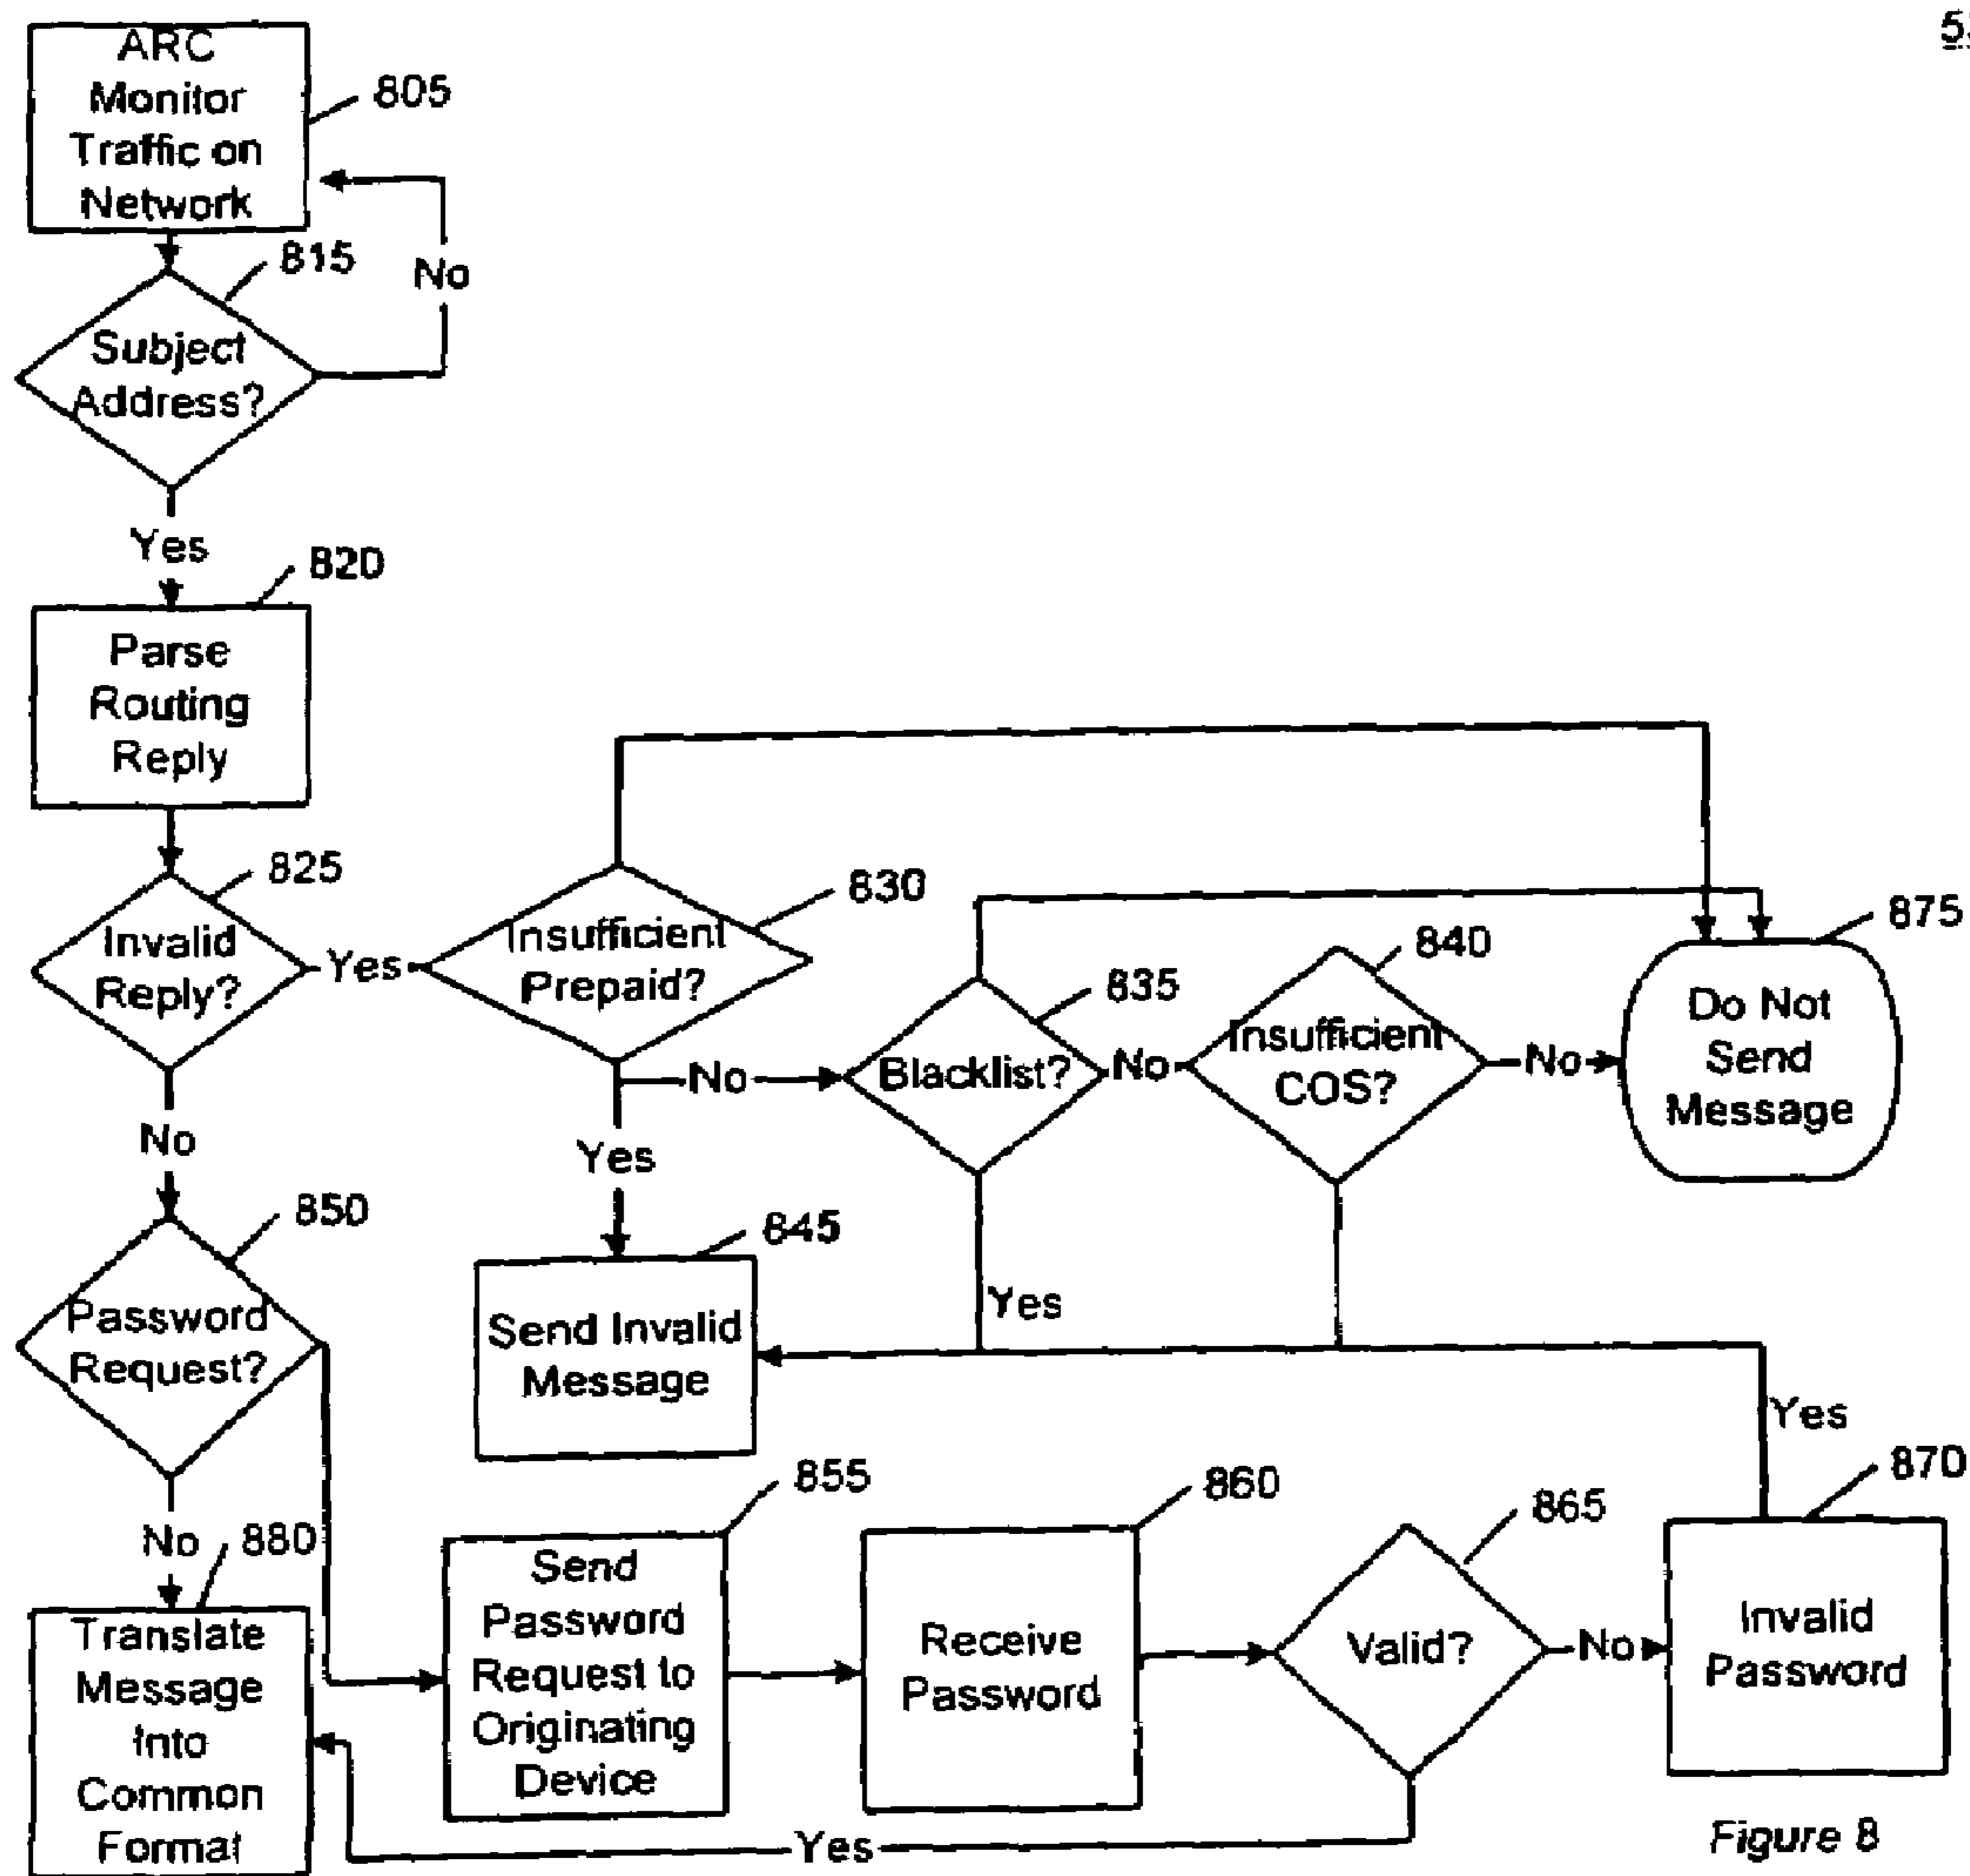 ARC
Monitor
Traffic on
Network
805
815
No
Subject
Address?
Yes
820
Parse
Routing
Reply
825
Invalid
Reply?
Yes
Insufficient
Prepaid?
830
No
Blacklist?
835
No
Insufficient
COS?
840
No
Do Not
Send
Message
875
No
Yes
845
Send Invalid
Message
Yes
850
Password
Request?
Yes
855
Send
Password
Request to
Originating
Device
860
Receive
Password
865
Valid?
No
870
Invalid
Password
No
880
Translate
Message
Into
Common
Format
Yes
Figure 8